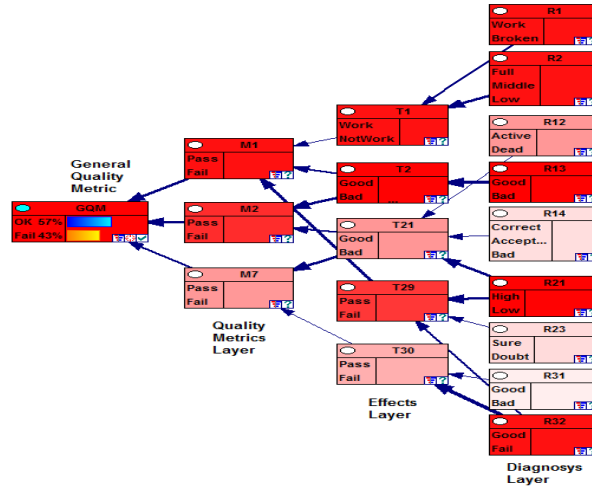 R1
Work
Broken
R2
Full
Middle
Low
T1
Work
NotWork
R12
Active
Dead
M1
Pass
Fail
General
Quality
Metric
T2
Good
Bad
...
R13
Good
Bad
GQM
OK 57%
Fail 43%
M2
Pass
Fail
T21
Good
Bad
R14
Correct
Accept...
Bad
M7
Pass
Fail
T29
Pass
Fail
R21
High
Low
Quality
Metrics
Layer
R23
Sure
Doubt
T30
Pass
Fail
R31
Good
Bad
Effects
Layer
R32
Good
Fail
Diagnosys
Layer